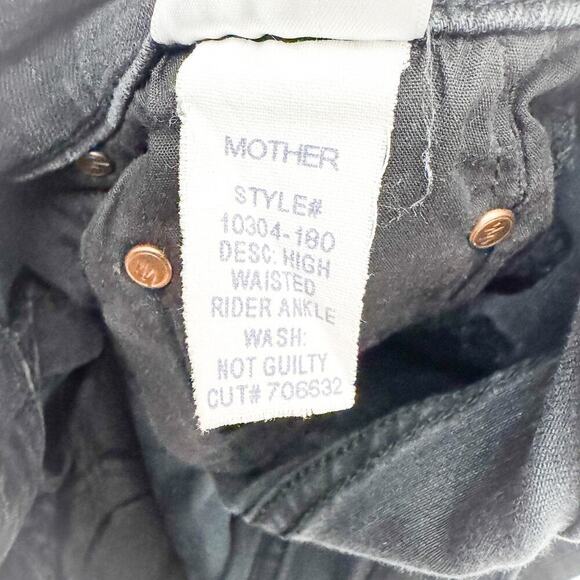 MOTHER
STYLE#
10304-180
DESC: HIGH
WAISTED
RIDER ANKLE
WASH:
NOT GUILTY
CUT# 706632